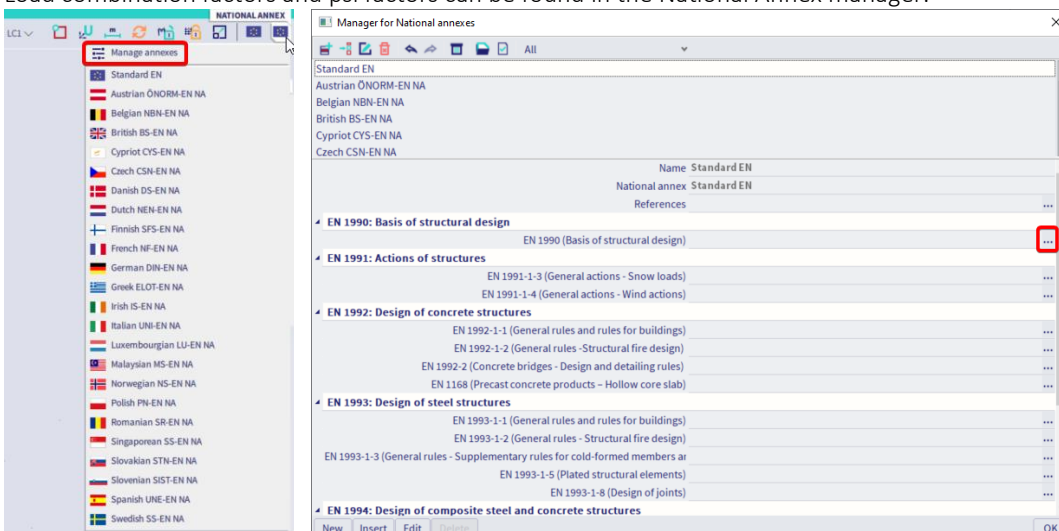 Load combination factors and psi factors can be found in the National Annex manager.
NATIONAL ANNEX
LC1
Manage annexes
Standard EN
Austrian ÖNORM-EN NA
Belgian NBN-EN NA
British BS-EN NA
Cypriot CYS-EN NA
Czech CSN-EN NA
Danish DS-EN NA
Dutch NEN-EN NA
Finnish SFS-EN NA
French NF-EN NA
German DIN-EN NA
Greek ELOT-EN NA
Irish IS-EN NA
Italian UNI-EN NA
Luxembourgian LU-EN NA
Malaysian MS-EN NA
Norwegian NS-EN NA
Polish PN-EN NA
Romanian SR-EN NA
Singaporean SS-EN NA
Slovakian STN-EN NA
Slovenian SIST-EN NA
Spanish UNE-EN NA
Swedish SS-EN NA
Manager for National annexes
All
Standard EN
Austrian ÖNORM-EN NA
Belgian NBN-EN NA
British BS-EN NA
Cypriot CYS-EN NA
Czech CSN-EN NA
Name Standard EN
National annex Standard EN
References ...
EN 1990: Basis of structural design
EN 1990 (Basis of structural design) ...
EN 1991: Actions of structures
EN 1991-1-3 (General actions - Snow loads) ...
EN 1991-1-4 (General actions - Wind actions) ...
EN 1992: Design of concrete structures
EN 1992-1-1 (General rules and rules for buildings) ...
EN 1992-1-2 (General rules -Structural fire design) ...
EN 1992-2 (Concrete bridges - Design and detailing rules) ...
EN 1168 (Precast concrete products – Hollow core slab) ...
EN 1993: Design of steel structures
EN 1993-1-1 (General rules and rules for buildings) ...
EN 1993-1-2 (General rules - Structural fire design) ...
EN 1993-1-3 (General rules - Supplementary rules for cold-formed members ar ...
EN 1993-1-5 (Plated structural elements) ...
EN 1993-1-8 (Design of joints) ...
EN 1994: Design of composite steel and concrete structures
New Insert Edit Delete OK